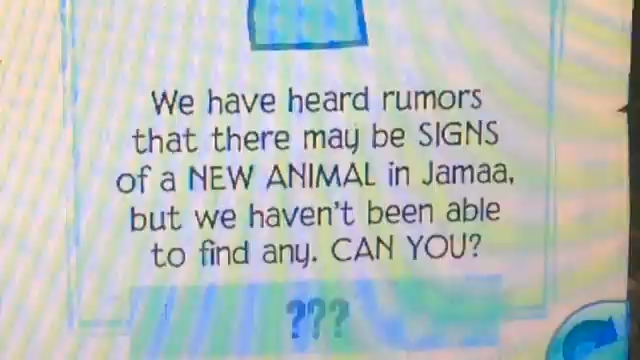 We have heard rumors
that there may be SIGNS
of a NEW ANIMAL in Jamaa,
but we haven't been able
to find any. CAN YOU?
???